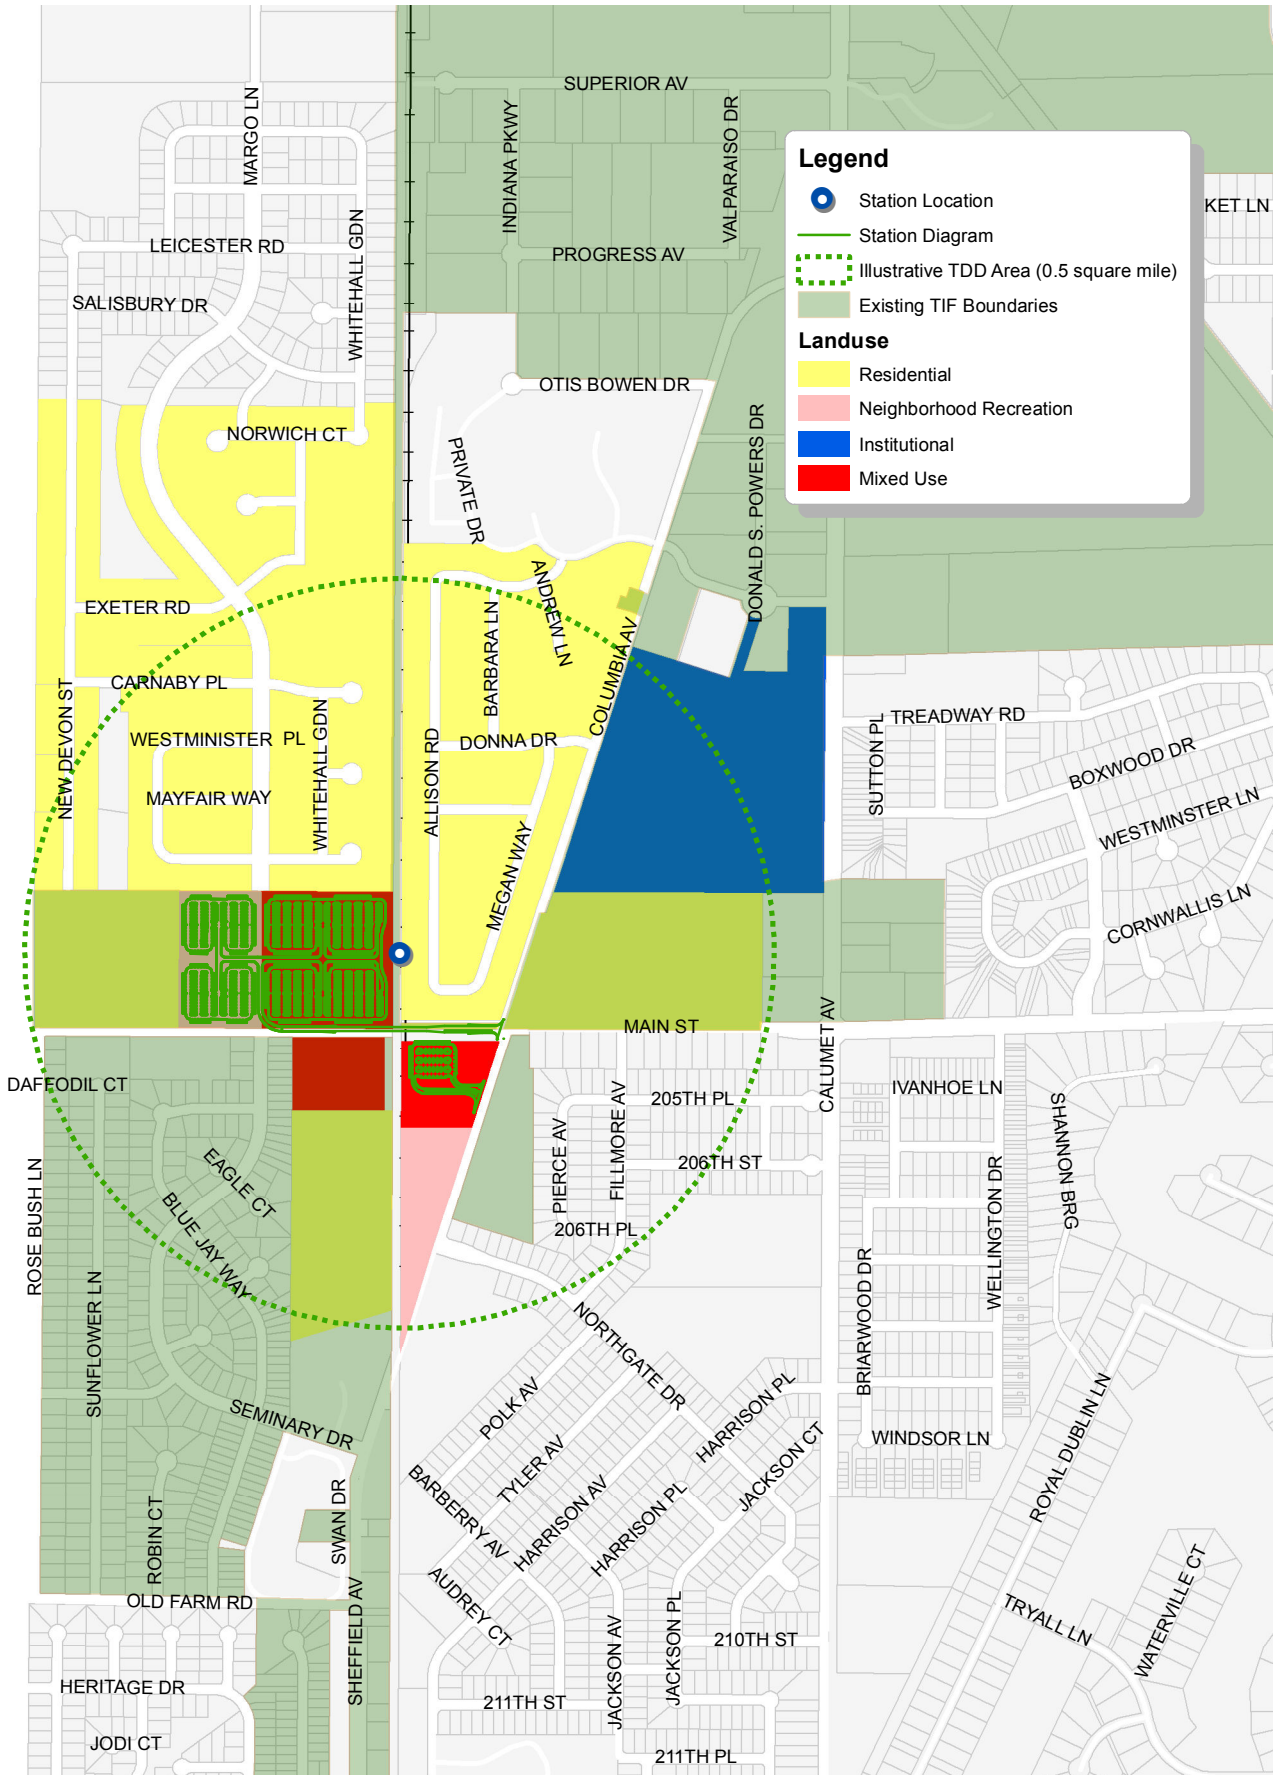 SUPERIOR AV
MARGO LN
INDIANA PKWY
VALPARAISO DR
Legend
Station Location
Station Diagram
Illustrative TDD Area (0.5 square mile)
Existing TIF Boundaries
Landuse
Residential
Neighborhood Recreation
Institutional
Mixed Use
KET LN
LEICESTER RD
WHITEHALL GDN
PROGRESS AV
SALISBURY DR
OTIS BOWEN DR
NORWICH CT
PRIVATE DR
DONALD S. POWERS DR
EXETER RD
ANDREW LN
BARBARA LN
COLUMBIA AV
CARNABY PL
NEW DEVON ST
WESTMINISTER PL
WHITEHALL GDN
MAYFAIR WAY
ALLISON RD
DONNA DR
MEGAN WAY
SUTTON PL
TREADWAY RD
BOXWOOD DR
WESTMINSTER LN
CORNWALLIS LN
MAIN ST
CALUMET AV
DAFFODIL CT
IVANHOE LN
205TH PL
PIERCE AV
FILLMORE AV
206TH ST
206TH PL
SHANNON BRG
WELLINGTON DR
EAGLE CT
BLUE JAY WAY
ROSE BUSH LN
SUNFLOWER LN
BRIARWOOD DR
NORTHGATE DR
SEMINARY DR
POLK AV
HARRISON PL
WINDSOR LN
ROYAL DUBLIN LN
BARBERRY AV
TYLER AV
HARRISON AV
HARRISON PL
JACKSON CT
ROBIN CT
SWAN DR
OLD FARM RD
AUDREY CT
TRYALL LN
WATERVILLE CT
SHEFFIELD AV
JACKSON AV
JACKSON PL
210TH ST
HERITAGE DR
211TH ST
JODI CT
211TH PL